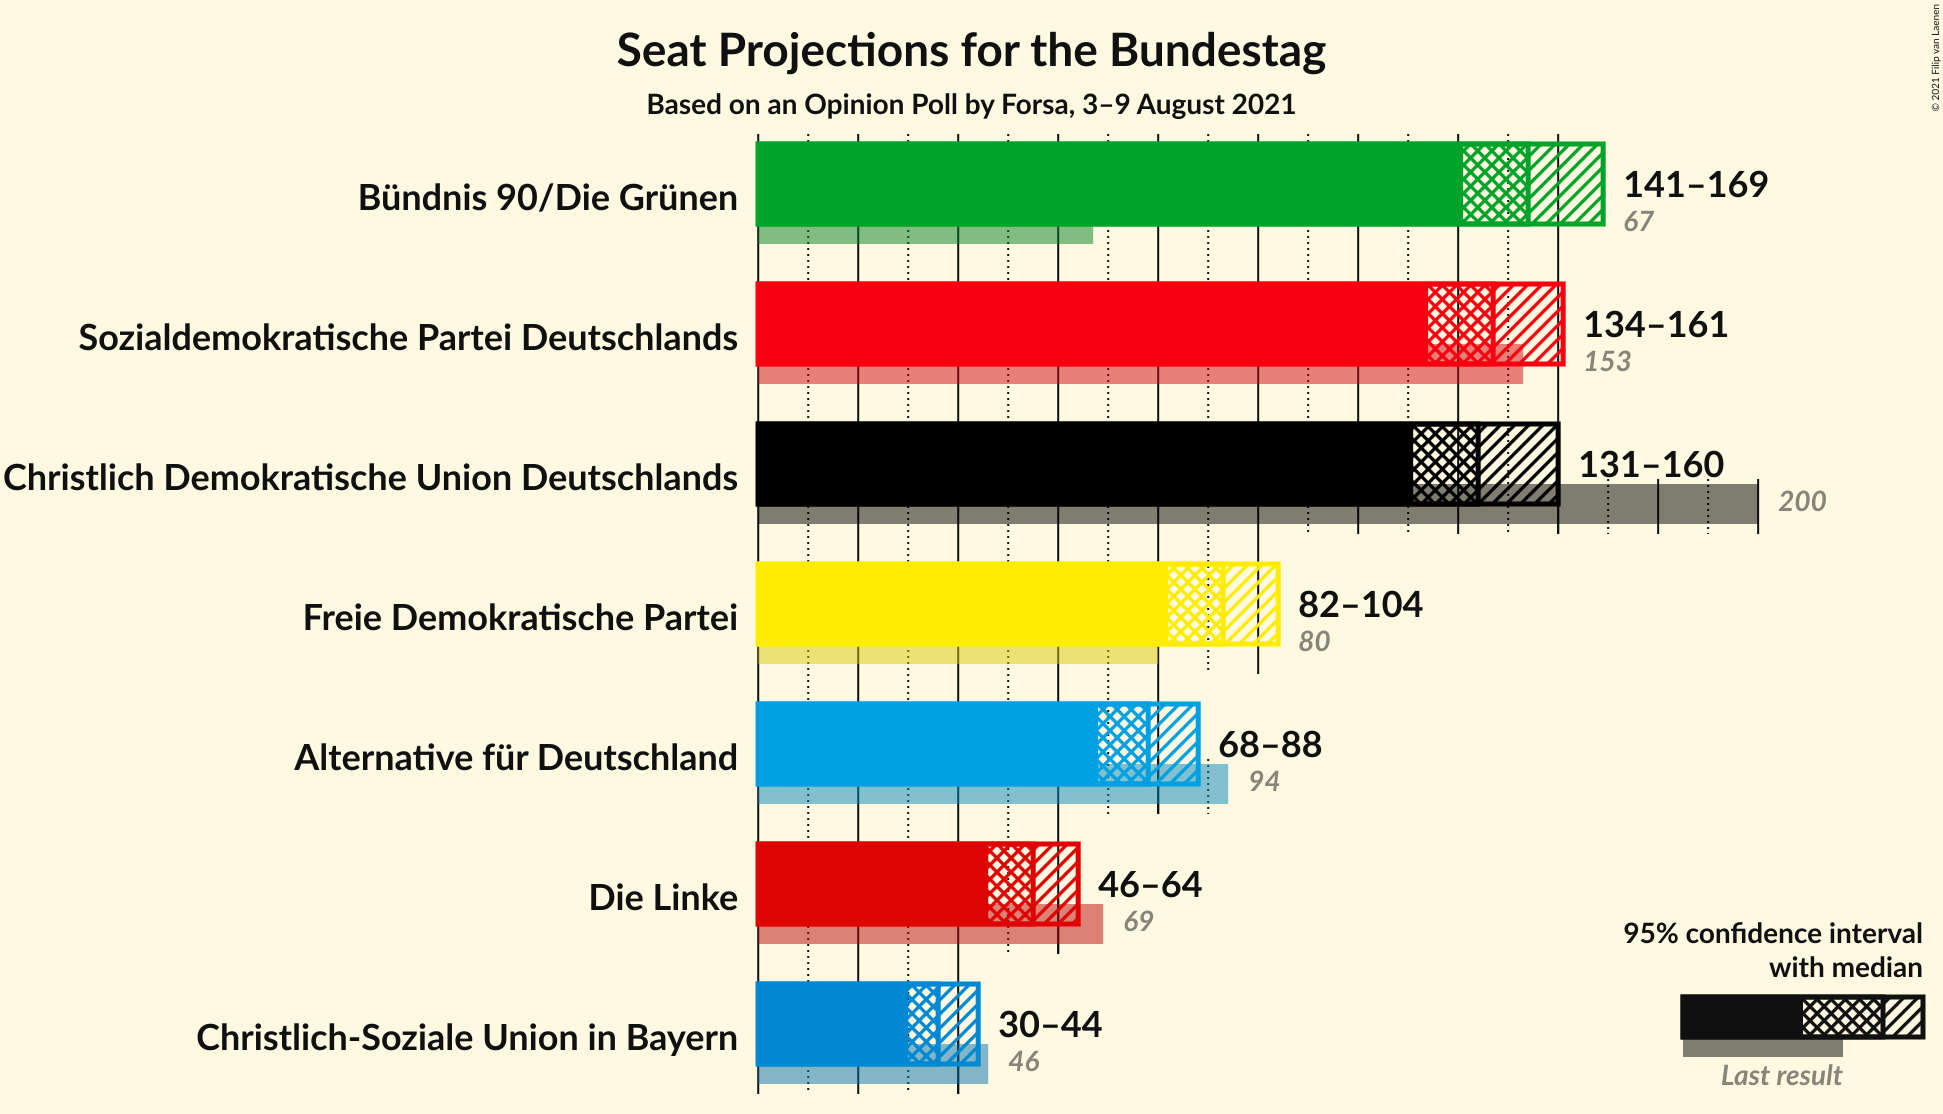 Seat Projections for the Bundestag
Based on an Opinion Poll by Forsa, 3–9 August 2021
© 2021 Filip van Laenen
Bündnis 90/Die Grünen
141–169
67
Sozialdemokratische Partei Deutschlands
134–161
153
Christlich Demokratische Union Deutschlands
131–160
200
Freie Demokratische Partei
82–104
80
Alternative für Deutschland
68–88
94
Die Linke
46–64
69
Christlich-Soziale Union in Bayern
30–44
46
95% confidence interval
with median
Last result